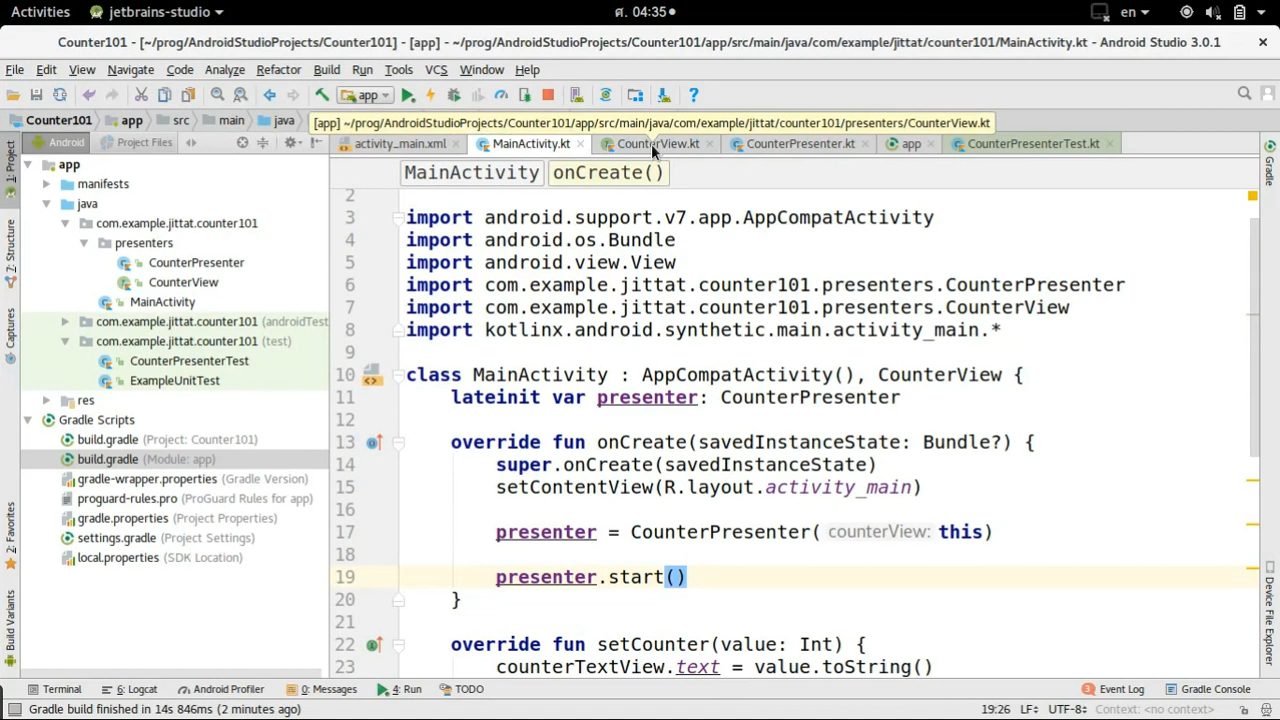 Activities jetbrains-studio ศ. 04:35 en
Counter101 - [~/prog/AndroidStudioProjects/Counter101] - [app] - ~/prog/AndroidStudioProjects/Counter101/app/src/main/java/com/example/jittat/counter101/MainActivity.kt - Android Studio 3.0.1
File Edit View Navigate Code Analyze Refactor Build Run Tools VCS Window Help
app
Counter101 app src main java
[app] ~/prog/AndroidStudioProjects/Counter101/app/src/main/java/com/example/jittat/counter101/presenters/CounterView.kt
Android Project Files
activity_main.xml MainActivity.kt CounterView.kt CounterPresenter.kt app CounterPresenterTest.kt
MainActivity onCreate()
1: Project
7: Structure
Captures
2: Favorites
Build Variants
app
manifests
java
com.example.jittat.counter101
presenters
CounterPresenter
CounterView
MainActivity
com.example.jittat.counter101 (androidTest
com.example.jittat.counter101 (test)
CounterPresenterTest
ExampleUnitTest
res
Gradle Scripts
build.gradle (Project: Counter101)
build.gradle (Module: app)
gradle-wrapper.properties (Gradle Version)
proguard-rules.pro (ProGuard Rules for app)
gradle.properties (Project Properties)
settings.gradle (Project Settings)
local.properties (SDK Location)
2
3 import android.support.v7.app.AppCompatActivity
4 import android.os.Bundle
5 import android.view.View
6 import com.example.jittat.counter101.presenters.CounterPresenter
7 import com.example.jittat.counter101.presenters.CounterView
8 import kotlinx.android.synthetic.main.activity_main.*
9
10 class MainActivity : AppCompatActivity(), CounterView {
11 lateinit var presenter: CounterPresenter
12
13 override fun onCreate(savedInstanceState: Bundle?) {
14 super.onCreate(savedInstanceState)
15 setContentView(R.layout.activity_main)
16
17 presenter = CounterPresenter( counterView: this)
18
19 presenter.start()
20 }
21
22 override fun setCounter(value: Int) {
23 counterTextView.text = value.toString()
Gradle
Device File Explorer
Terminal 6: Logcat Android Profiler 0: Messages 4: Run TODO 3 Event Log Gradle Console
Gradle build finished in 14s 846ms (2 minutes ago) 19:26 LF÷ UTF-8÷ Context: <no context>